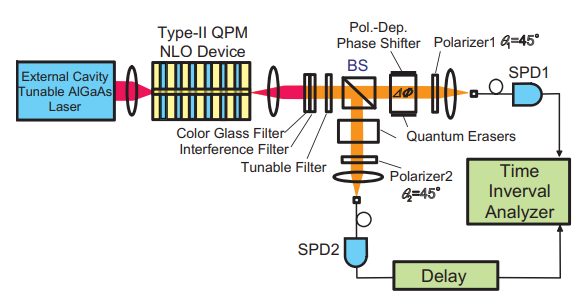 Type-II QPM
NLO Device
Pol.-Dep.
Phase Shifter
Polarizer1 θ₁=45°
BS
SPD1
External Cavity
Tunable AlGaAs
Laser
ΔΦ
Color Glass Filter
Interference Filter
Tunable Filter
Quantum Erasers
Polarizer2
θ₂=45°
Time
Inverval
Analyzer
SPD2
Delay